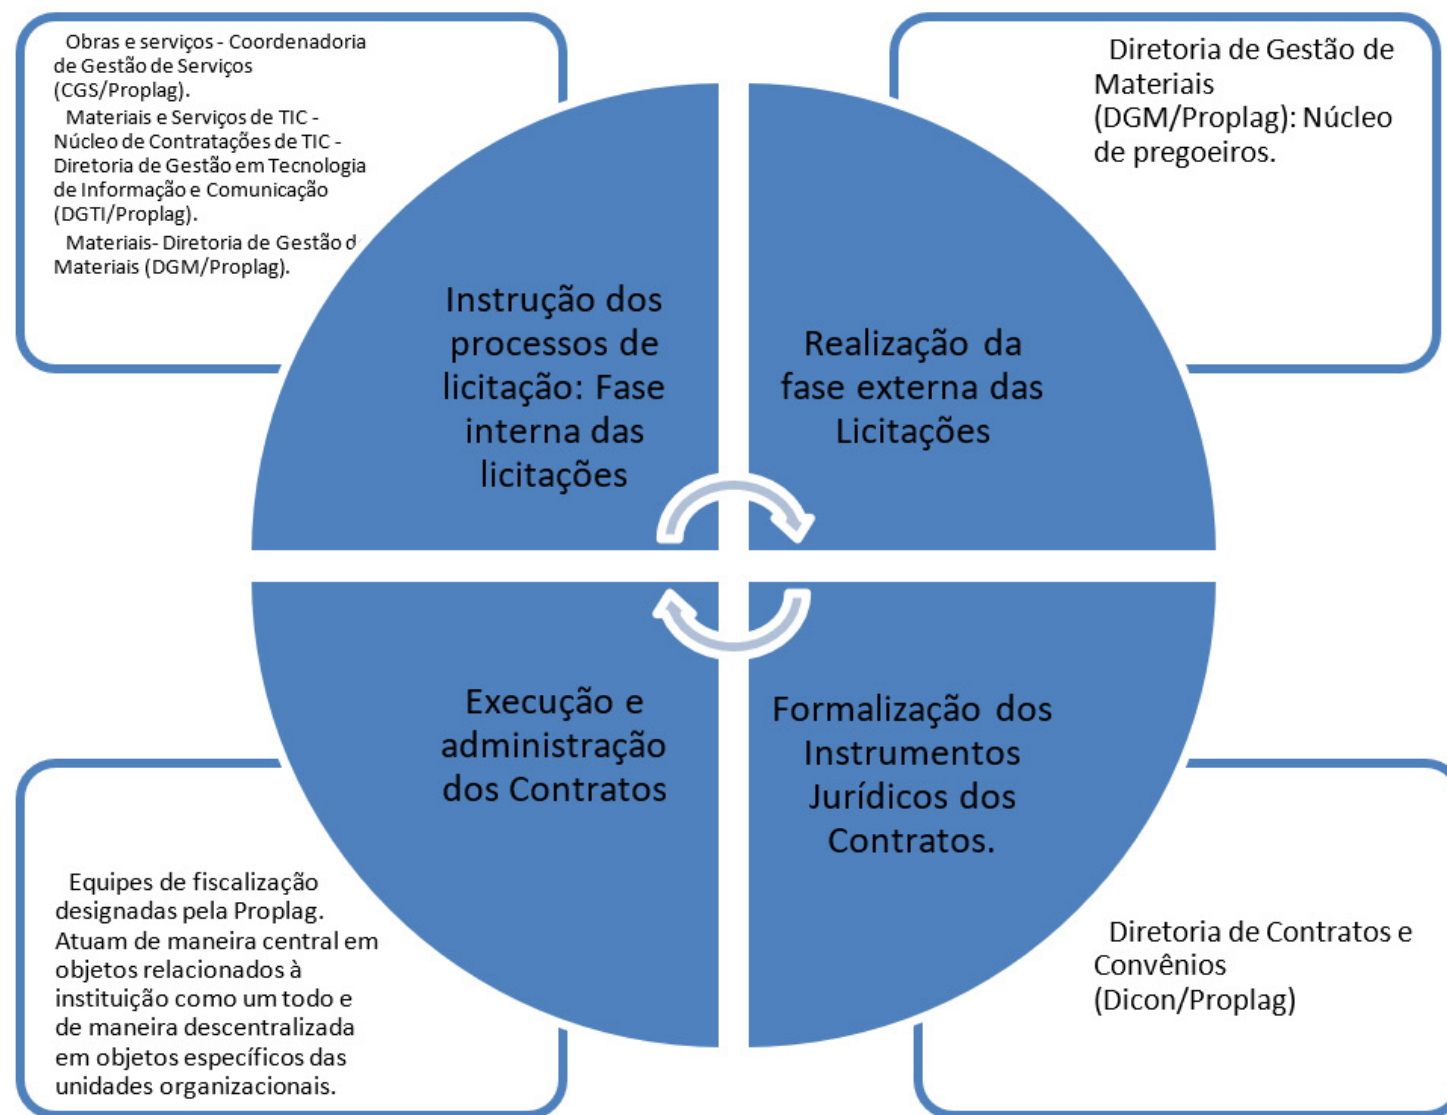 Obras e serviços - Coordenadoria
de Gestão de Serviços
(CGS/Proplag).
Materiais e Serviços de TIC -
Núcleo de Contratações de TIC -
Diretoria de Gestão em Tecnologia
de Informação e Comunicação
(DGTI/Proplag).
Materiais- Diretoria de Gestão d
Materiais (DGM/Proplag).
Diretoria de Gestão de
Materiais
(DGM/Proplag): Núcleo
de pregoeiros.
Instrução dos
processos de
licitação: Fase
interna das
licitações
Realização da
fase externa das
Licitações
Execução e
administração
dos Contratos
Formalização dos
Instrumentos
Jurídicos dos
Contratos.
Equipes de fiscalização
designadas pela Proplag.
Atuam de maneira central em
objetos relacionados à
instituição como um todo e
de maneira descentralizada
em objetos específicos das
unidades organizacionais.
Diretoria de Contratos e
Convênios
(Dicon/Proplag)